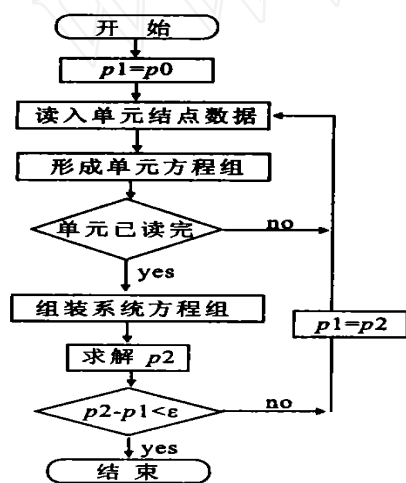 开 始
p1=p0
读入单元结点数据
形成单元方程组
单元已读完
no
yes
组装系统方程组
p1=p2
求解 p2
p2-p1<ε
no
yes
结 束